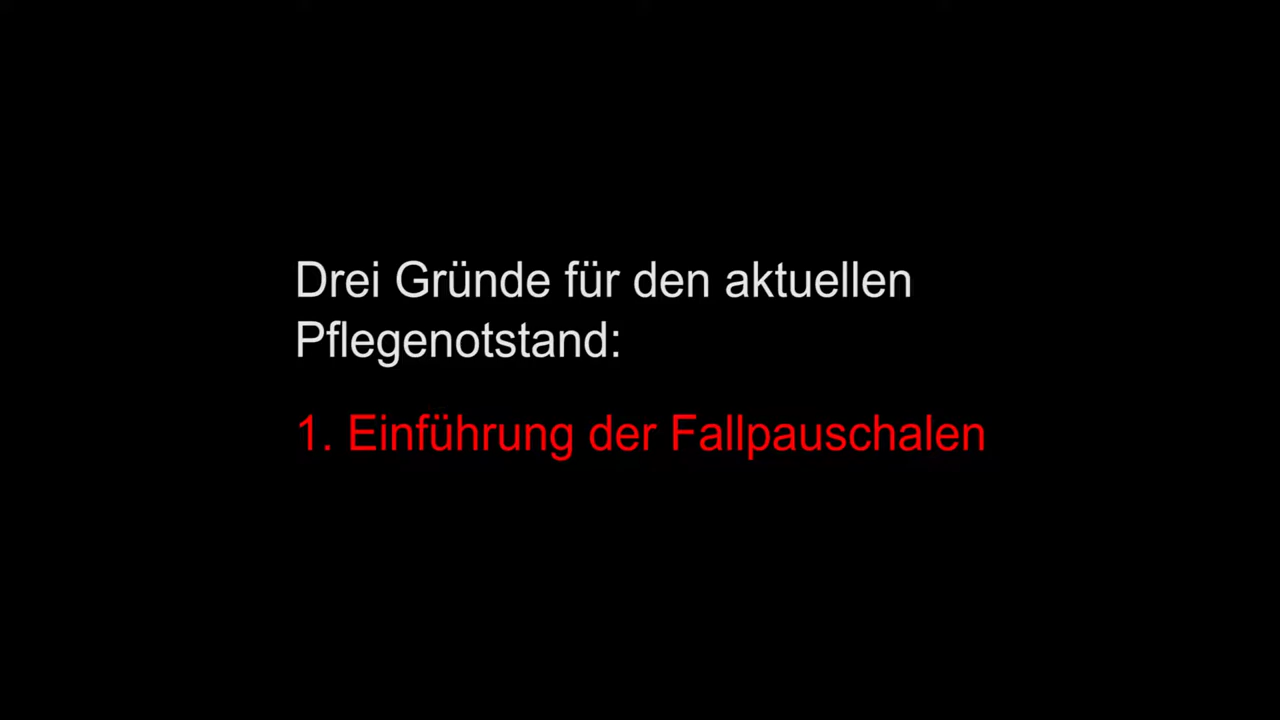 Drei Gründe für den aktuellen
Pflegenotstand:
1. Einführung der Fallpauschalen